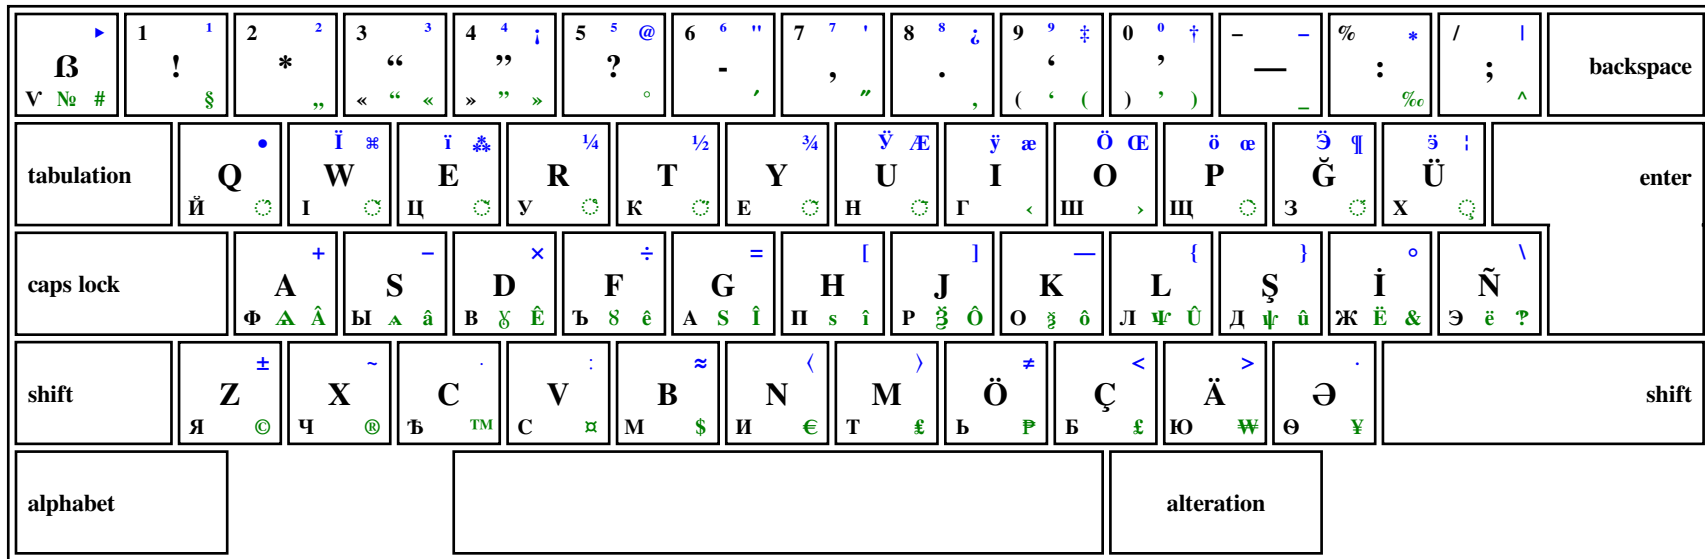 ▸ 1 1 2 2 3 3 4 4 ¡ 5 5 @ 6 6 " 7 7 ' 8 8 ¿ 9 9 ‡ 0 0 † – − % * / |
ẞ ! * “ ” ? - , . ‘ ’ — : ; backspace
Ѵ № # § „ « “ « » ” » ° ′ ″ ‚ ( ‘ ( ) ’ ) _ ‰ ^
• Ï ⌘ ï ⁂ ¼ ½ ¾ Ÿ Æ ÿ æ Ö Œ ö œ Ӭ ¶ ӭ ¦
tabulation Q W E R T Y U I O P Ğ Ü enter
Й І Ц У К Е Н Г ‹ Ш › Щ З Х
+ − × ÷ = [ ] — { } ° \
caps lock A S D F G H J K L Ş İ Ñ
Ф Ѧ Â Ы ѧ â В Ꙋ Ê Ъ ꙋ ê А Ѕ Î П ѕ î Р Ѯ Ô О ѯ ô Л Ѱ Û Д ѱ û Ж Ё & Э ё ‽
± ~ · : ≈ 〈 〉 ≠ < > ·
shift Z X C V B N M Ö Ç Ä Ə shift
Я © Ч ® Ѣ ™ С ¤ М $ И € Т £ Ь ₱ Б £ Ю ₩ Ѳ ¥
alphabet alteration